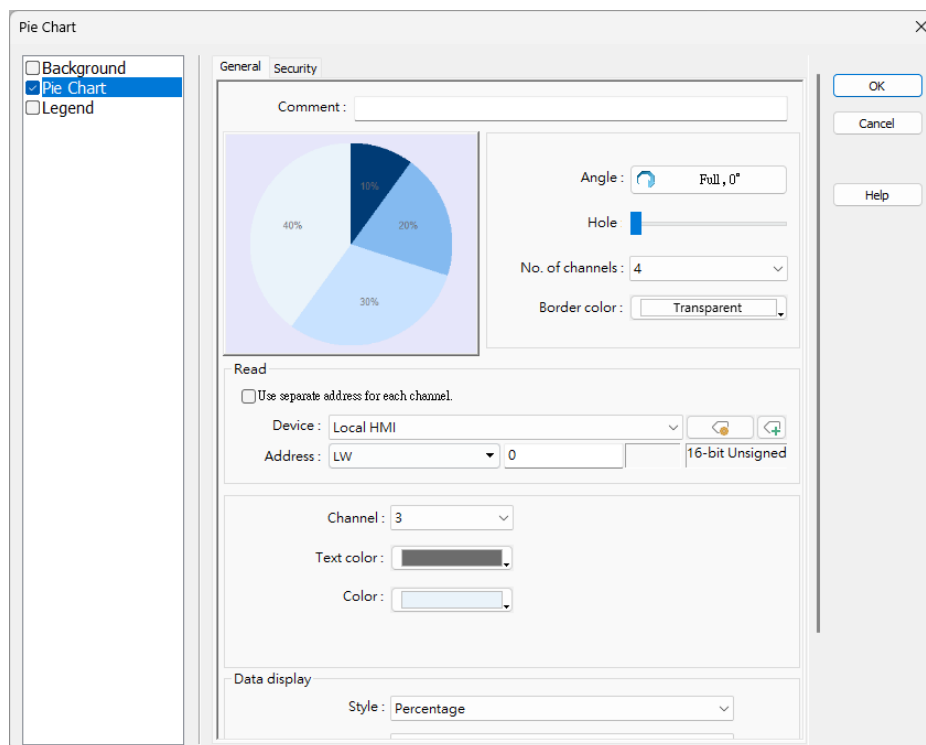 Pie Chart
Background
Pie Chart
Legend
General
Security
Comment :
10%
20%
30%
40%
Angle :
Full , 0°
Hole
No. of channels :
4
Border color :
Transparent
OK
Cancel
Help
Read
Use separate address for each channel.
Device :
Local HMI
Address :
LW
0
16-bit Unsigned
Channel :
3
Text color :
Color :
Data display
Style :
Percentage